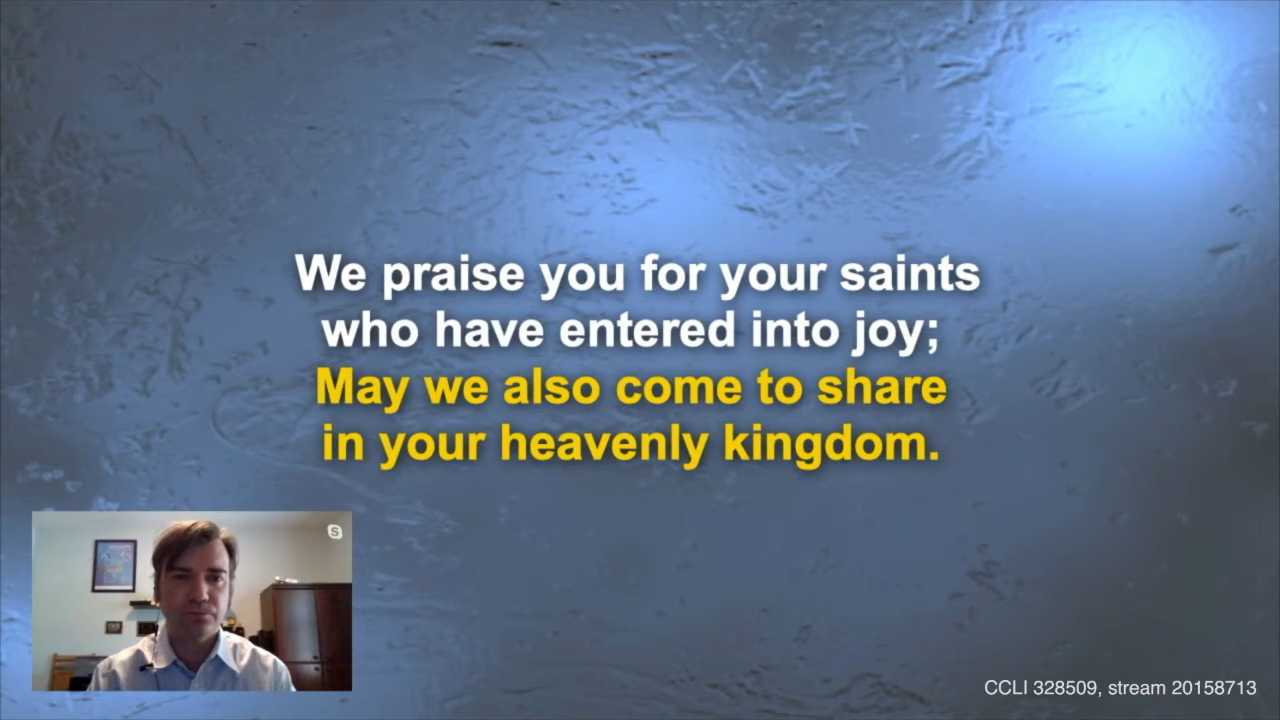 We praise you for your saints
who have entered into joy;
May we also come to share
in your heavenly kingdom.
CCLI 328509, stream 20158713